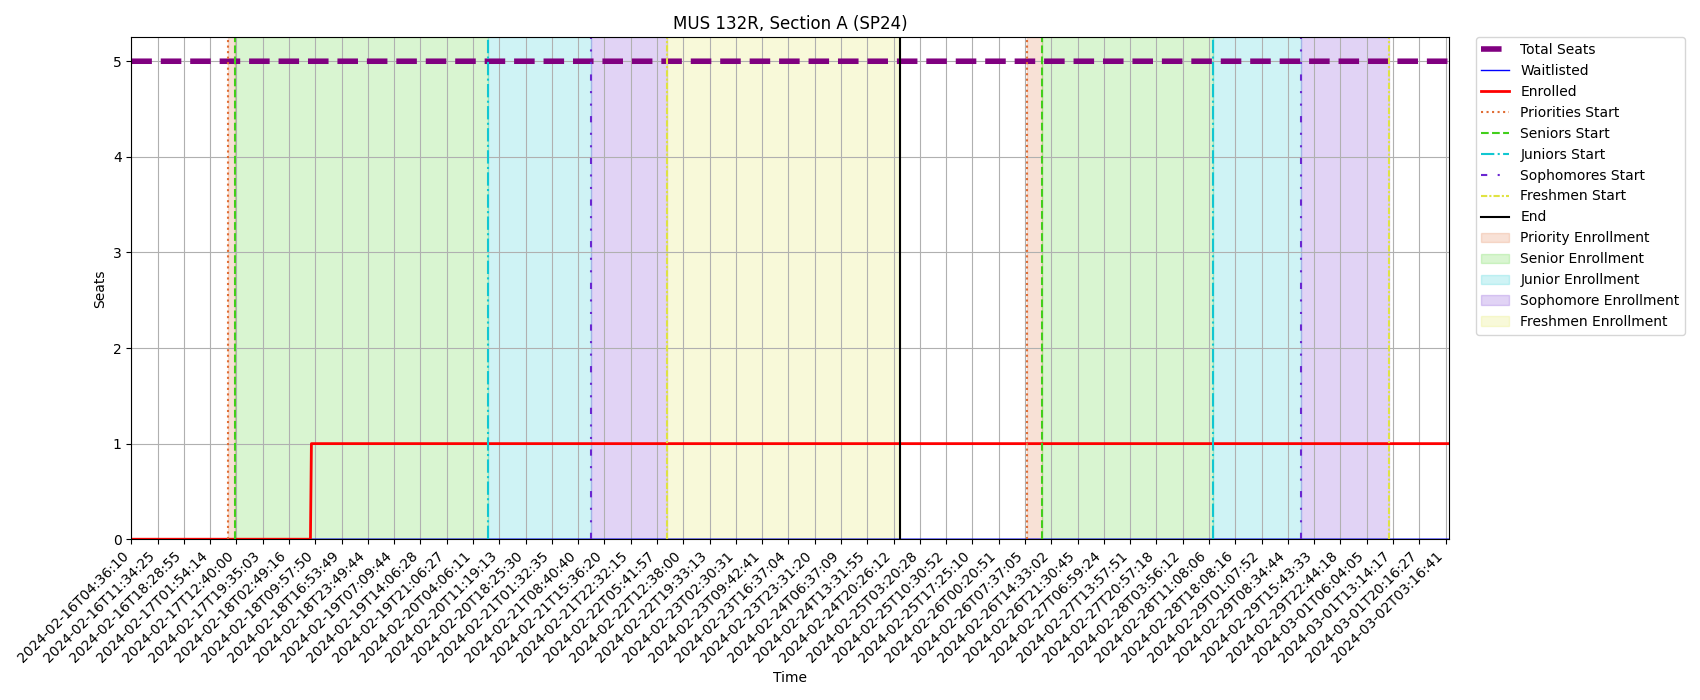 MUS 132R, Section A (SP24)
Seats
5
4
3
2
1
0
2024-02-16T04:36:10
2024-02-16T11:34:25
2024-02-16T18:28:55
2024-02-17T01:54:14
2024-02-17T12:40:00
2024-02-17T19:35:03
2024-02-18T02:49:16
2024-02-18T09:57:50
2024-02-18T16:53:49
2024-02-18T23:49:44
2024-02-19T07:09:44
2024-02-19T14:06:28
2024-02-19T21:06:27
2024-02-20T04:06:11
2024-02-20T11:19:13
2024-02-20T18:25:30
2024-02-21T01:32:35
2024-02-21T08:40:40
2024-02-21T15:36:20
2024-02-21T22:32:15
2024-02-22T05:41:57
2024-02-22T12:38:00
2024-02-22T19:33:13
2024-02-23T02:30:31
2024-02-23T09:42:41
2024-02-23T16:37:04
2024-02-23T23:31:20
2024-02-24T06:37:09
2024-02-24T13:31:55
2024-02-24T20:26:12
2024-02-25T03:20:28
2024-02-25T10:30:52
2024-02-25T17:25:10
2024-02-26T00:20:51
2024-02-26T07:37:05
2024-02-26T14:33:02
2024-02-26T21:30:45
2024-02-27T06:59:24
2024-02-27T13:57:51
2024-02-27T20:57:18
2024-02-28T03:56:12
2024-02-28T11:08:06
2024-02-28T18:08:16
2024-02-29T01:07:52
2024-02-29T08:34:44
2024-02-29T15:43:33
2024-02-29T22:44:18
2024-03-01T06:04:05
2024-03-01T13:14:17
2024-03-01T20:16:27
2024-03-02T03:16:41
Time
Total Seats
Waitlisted
Enrolled
Priorities Start
Seniors Start
Juniors Start
Sophomores Start
Freshmen Start
End
Priority Enrollment
Senior Enrollment
Junior Enrollment
Sophomore Enrollment
Freshmen Enrollment